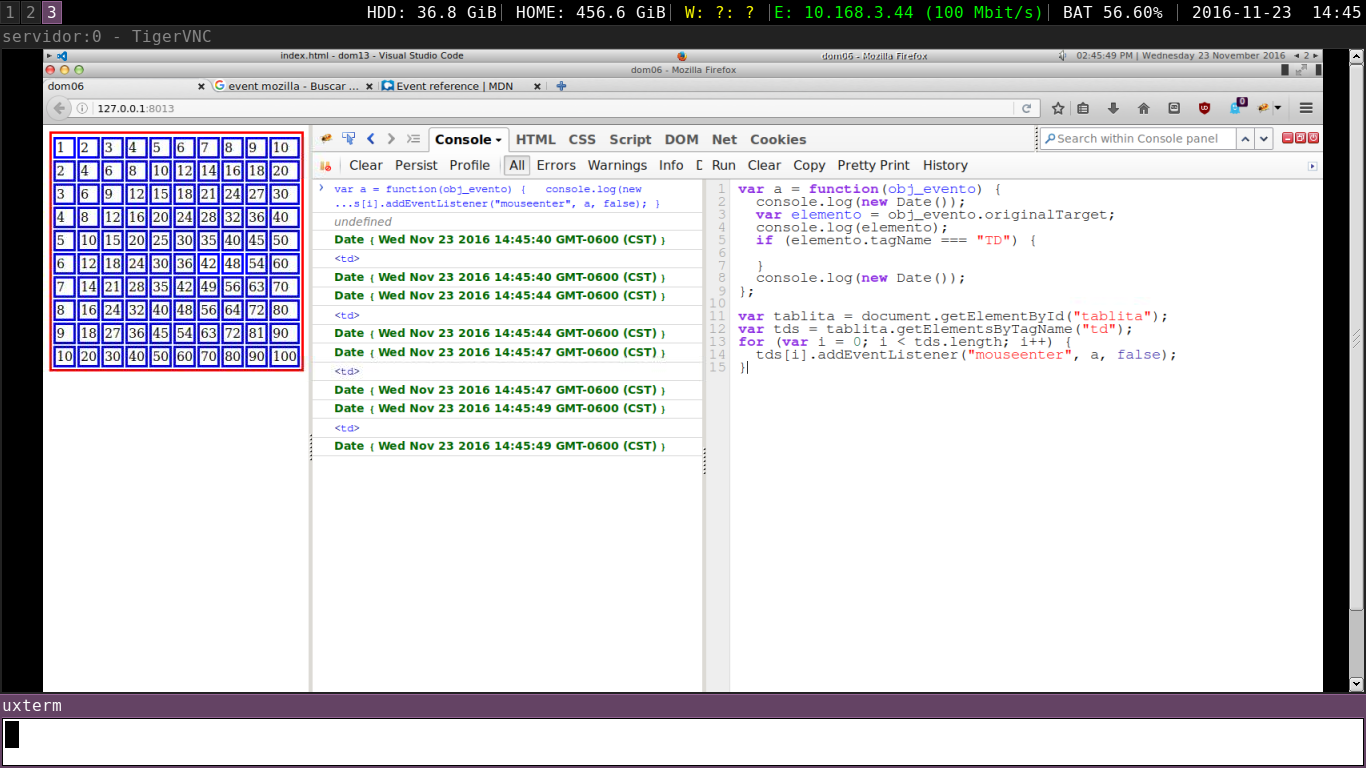 1 2 3 HDD: 36.8 GiB| HOME: 456.6 GiB| W: ?: ? |E: 10.168.3.44 (100 Mbit/s)| BAT 56.60% | 2016-11-23 14:45
servidor:0 - TigerVNC
index.html - dom13 - Visual Studio Code dom06 - Mozilla Firefox 02:45:49 PM | Wednesday 23 November 2016 2
dom06 - Mozilla Firefox
dom06 × event mozilla - Buscar ... × Event reference | MDN ×
127.0.0.1:8013 0
Console HTML CSS Script DOM Net Cookies Search within Console panel
Clear Persist Profile All Errors Warnings Info D Run Clear Copy Pretty Print History
1 2 3 4 5 6 7 8 9 10
2 4 6 8 10 12 14 16 18 20
3 6 9 12 15 18 21 24 27 30
4 8 12 16 20 24 28 32 36 40
5 10 15 20 25 30 35 40 45 50
6 12 18 24 30 36 42 48 54 60
7 14 21 28 35 42 49 56 63 70
8 16 24 32 40 48 56 64 72 80
9 18 27 36 45 54 63 72 81 90
10 20 30 40 50 60 70 80 90 100
var a = function(obj_evento) { console.log(new
...s[i].addEventListener("mouseenter", a, false); }
undefined
Date { Wed Nov 23 2016 14:45:40 GMT-0600 (CST) }
<td>
Date { Wed Nov 23 2016 14:45:40 GMT-0600 (CST) }
Date { Wed Nov 23 2016 14:45:44 GMT-0600 (CST) }
<td>
Date { Wed Nov 23 2016 14:45:44 GMT-0600 (CST) }
Date { Wed Nov 23 2016 14:45:47 GMT-0600 (CST) }
<td>
Date { Wed Nov 23 2016 14:45:47 GMT-0600 (CST) }
Date { Wed Nov 23 2016 14:45:49 GMT-0600 (CST) }
<td>
Date { Wed Nov 23 2016 14:45:49 GMT-0600 (CST) }
1 var a = function(obj_evento) {
2 console.log(new Date());
3 var elemento = obj_evento.originalTarget;
4 console.log(elemento);
5 if (elemento.tagName === "TD") {
6
7 }
8 console.log(new Date());
9 };
10
11 var tablita = document.getElementById("tablita");
12 var tds = tablita.getElementsByTagName("td");
13 for (var i = 0; i < tds.length; i++) {
14 tds[i].addEventListener("mouseenter", a, false);
15 }
uxterm